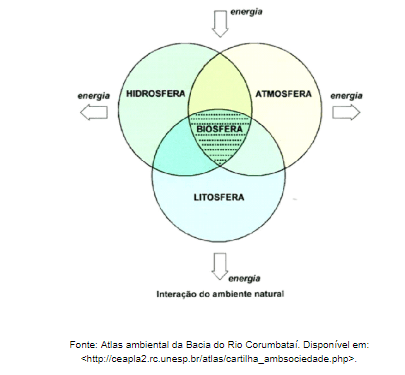 energia
HIDROSFERA
ATMOSFERA
energia
energia
BIOSFERA
LITOSFERA
energia
Interação do ambiente natural
Fonte: Atlas ambiental da Bacia do Rio Corumbataí. Disponível em:
<http://ceapla2.rc.unesp.br/atlas/cartilha_ambsociedade.php>.